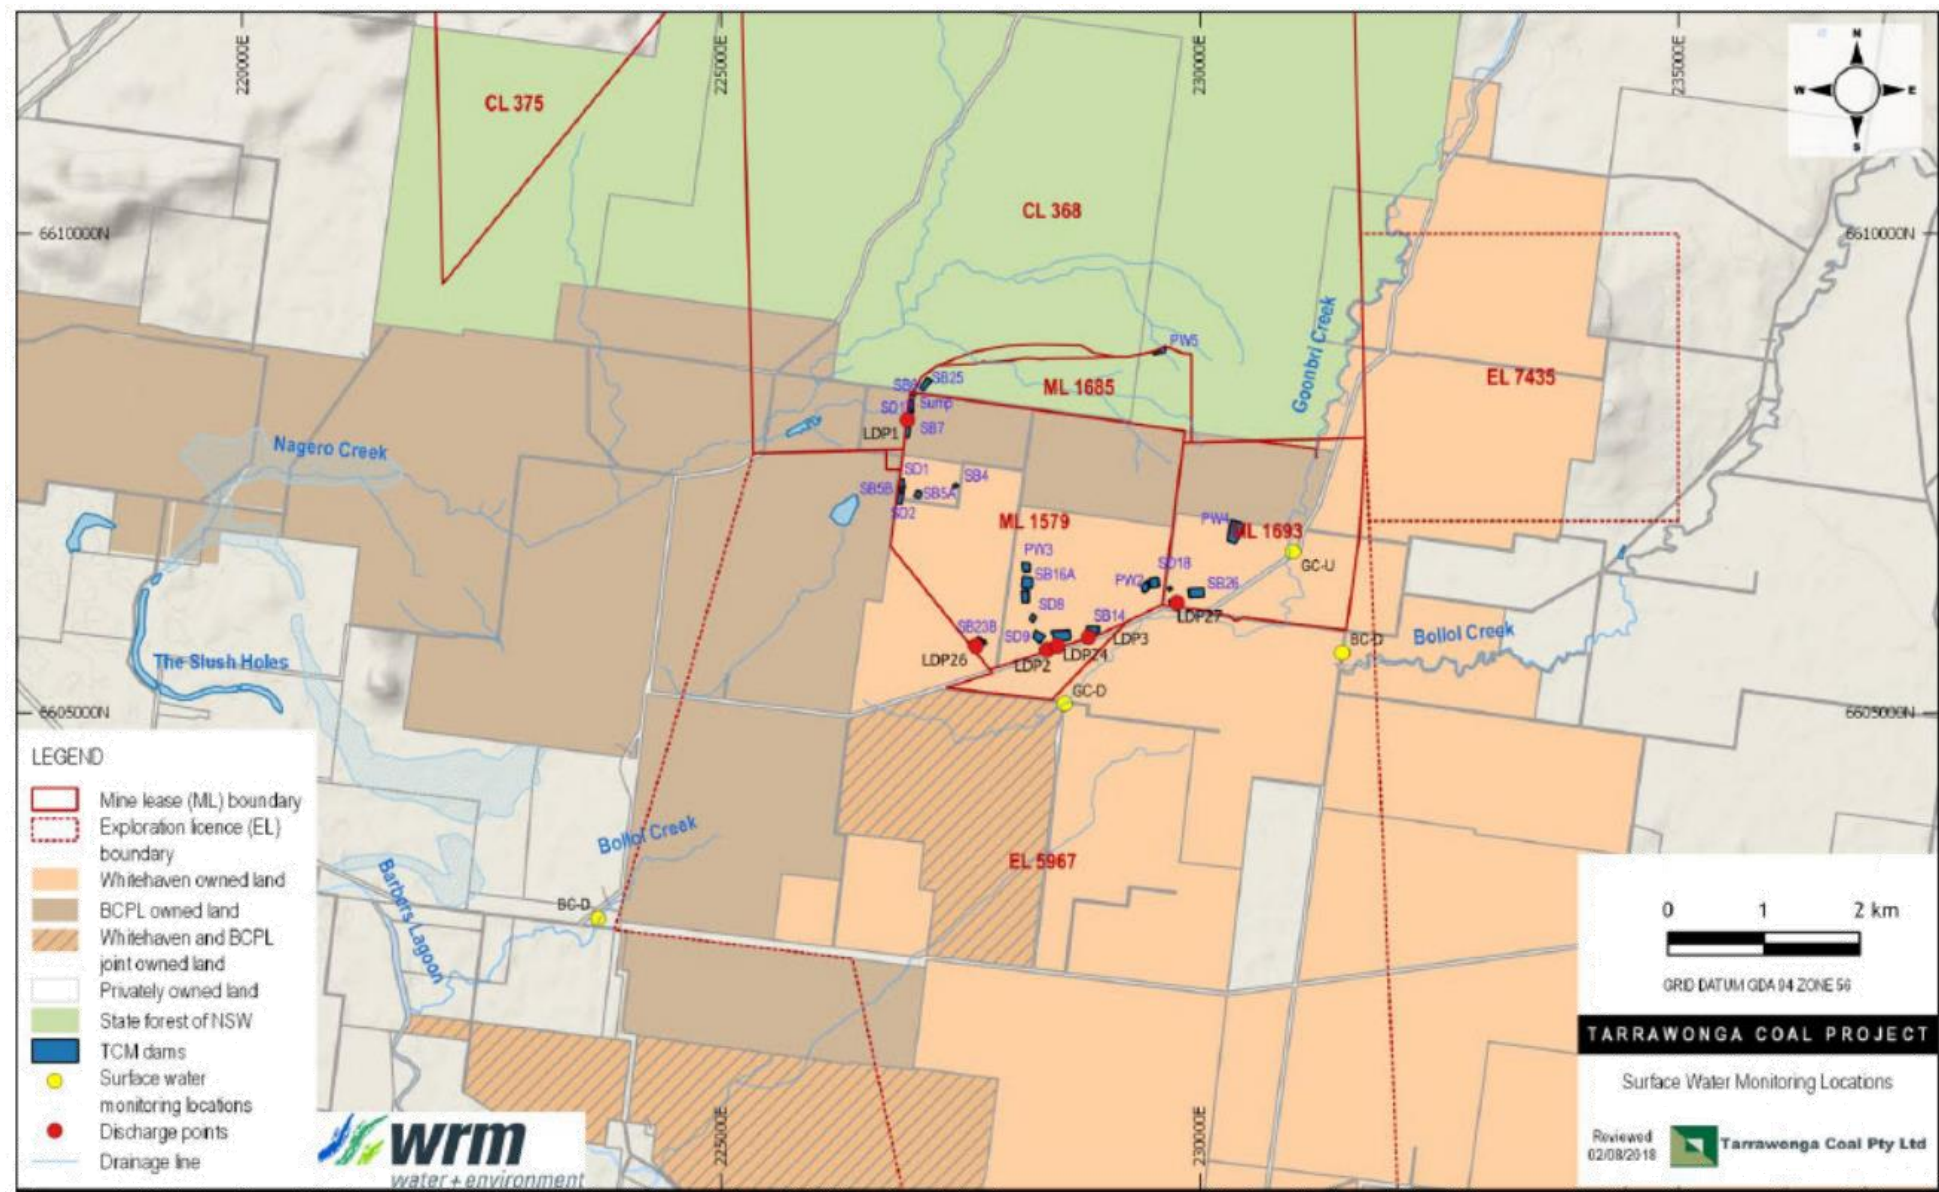 220000E
225000E
230000E
235000E
N
W
E
S
CL 375
CL 368
6610000N
6610000N
Goonbri Creek
PW5
EL 7435
ML 1685
SB25
Sump
LDP1
SB7
Nagero Creek
SD1
SB4
SB5B
SB5A
SD2
ML 1579
PW4
ML 1693
PW3
GC-U
SD18
SB16A
PW2
SB26
SD8
LDP27
SB14
SB23B
SD9
LDP3
BC-D
Bollol Creek
LDP26
LDP2
LDP24
The Slush Holes
GC-D
6605000N
6605000N
LEGEND
Mine lease (ML) boundary
Exploration licence (EL)
boundary
Whitehaven owned land
BCPL owned land
Whitehaven and BCPL
joint owned land
Privately owned land
State forest of NSW
TCM dams
Surface water
monitoring locations
Discharge points
Drainage line
Bollol Creek
EL 5967
Barbers Lagoon
BC-D
0 1 2 km
GRID DATUM GDA 94 ZONE 56
TARRAWONGA COAL PROJECT
Surface Water Monitoring Locations
Reviewed
02/08/2018
Tarrawonga Coal Pty Ltd
225000E
230000E
wrm
water + environment